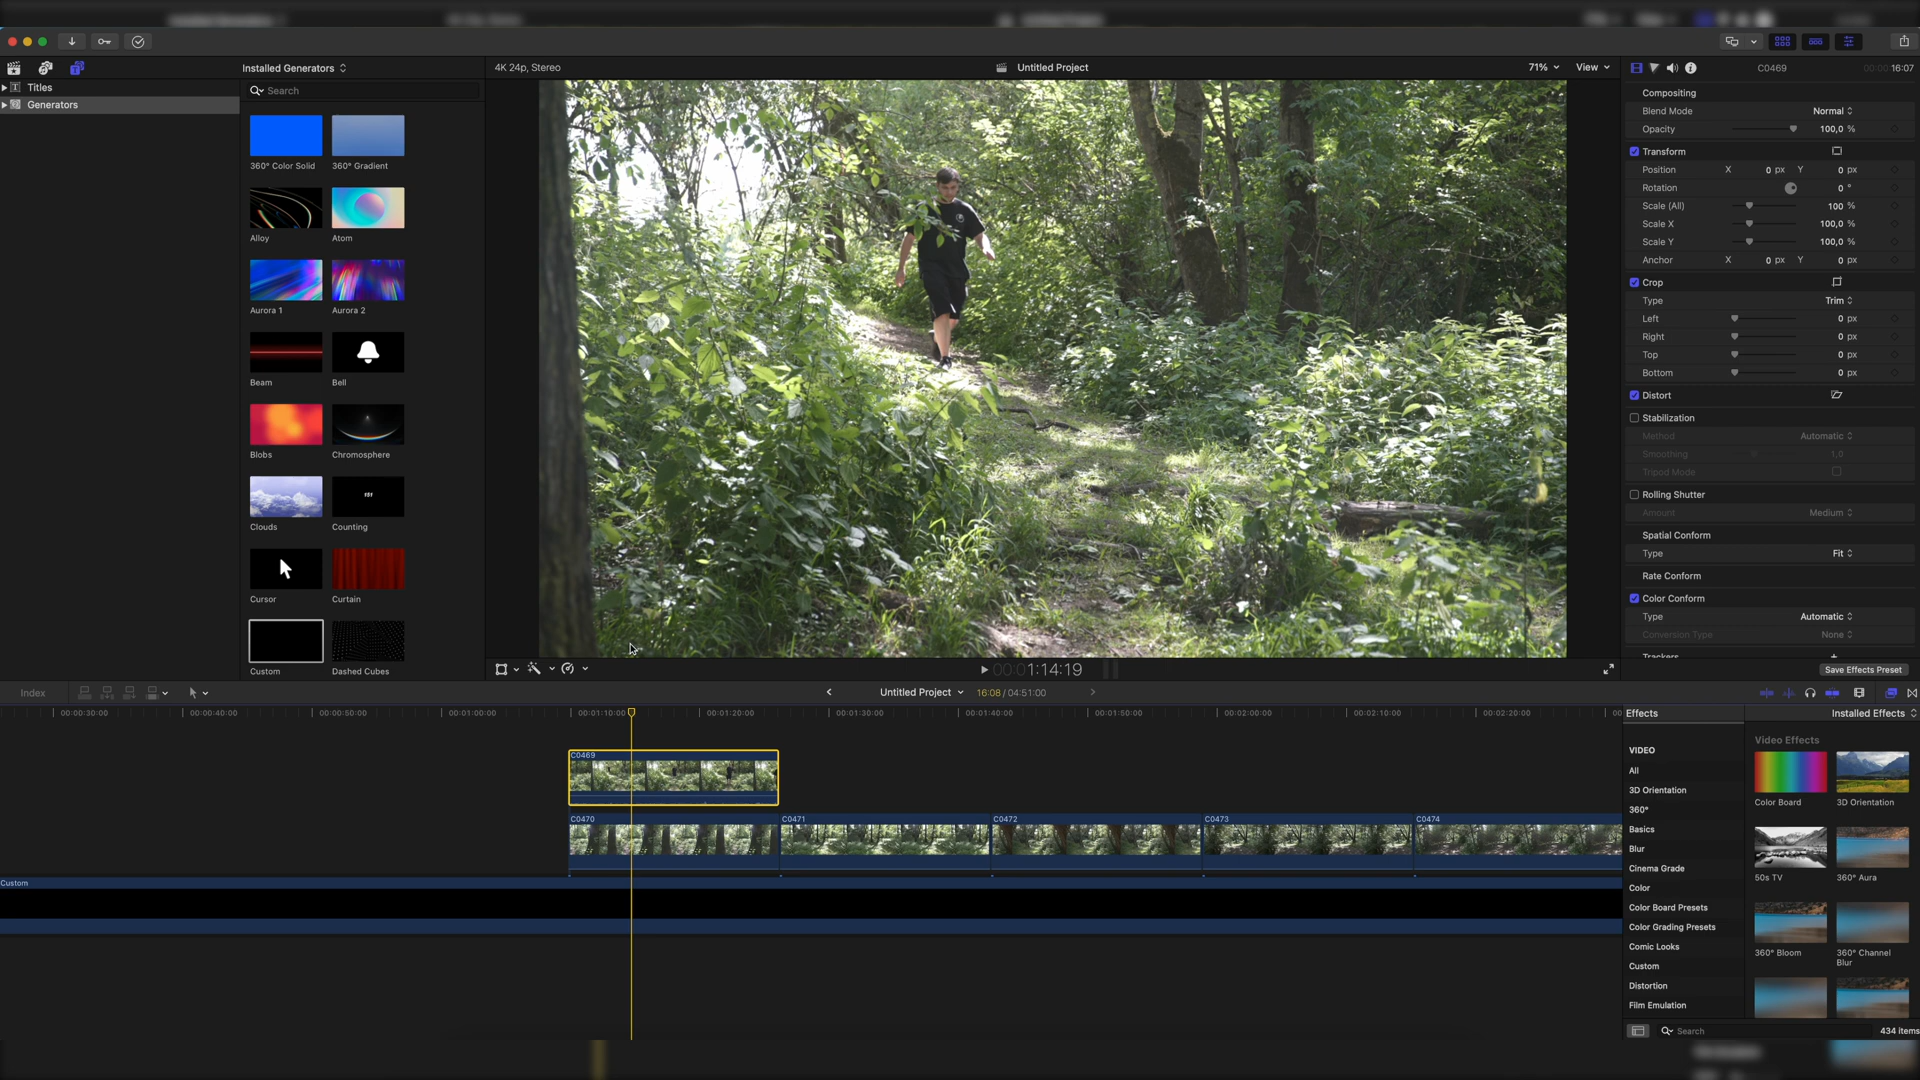 Installed Generators
4K 24p, Stereo
Untitled Project
71%
View
C0469
00:00:16:07
Titles
Generators
Search
360° Color Solid
360° Gradient
Alloy
Atom
Aurora 1
Aurora 2
Beam
Bell
Blobs
Chromosphere
Clouds
Counting
Cursor
Curtain
Custom
Dashed Cubes
Compositing
Blend Mode
Normal
Opacity
100,0 %
Transform
Position
X 0 px Y 0 px
Rotation
0 °
Scale (All)
100 %
Scale X
100,0 %
Scale Y
100,0 %
Anchor
X 0 px Y 0 px
Crop
Type
Trim
Left
0 px
Right
0 px
Top
0 px
Bottom
0 px
Distort
Stabilization
Method
Automatic
Smoothing
1,0
Tripod Mode
Rolling Shutter
Amount
Medium
Spatial Conform
Type
Fit
Rate Conform
Color Conform
Type
Automatic
Conversion Type
None
Trackers
Save Effects Preset
00:01:14:19
Index
Untitled Project
16:08 / 04:51:00
00:00:30:00
00:00:40:00
00:00:50:00
00:01:00:00
00:01:10:00
00:01:20:00
00:01:30:00
00:01:40:00
00:01:50:00
00:02:00:00
00:02:10:00
00:02:20:00
00
C0469
C0470
C0471
C0472
C0473
C0474
Custom
Effects
Installed Effects
VIDEO
All
3D Orientation
360°
Basics
Blur
Cinema Grade
Color
Color Board Presets
Color Grading Presets
Comic Looks
Custom
Distortion
Film Emulation
Video Effects
Color Board
3D Orientation
50s TV
360° Aura
360° Bloom
360° Channel
Blur
Search
434 items